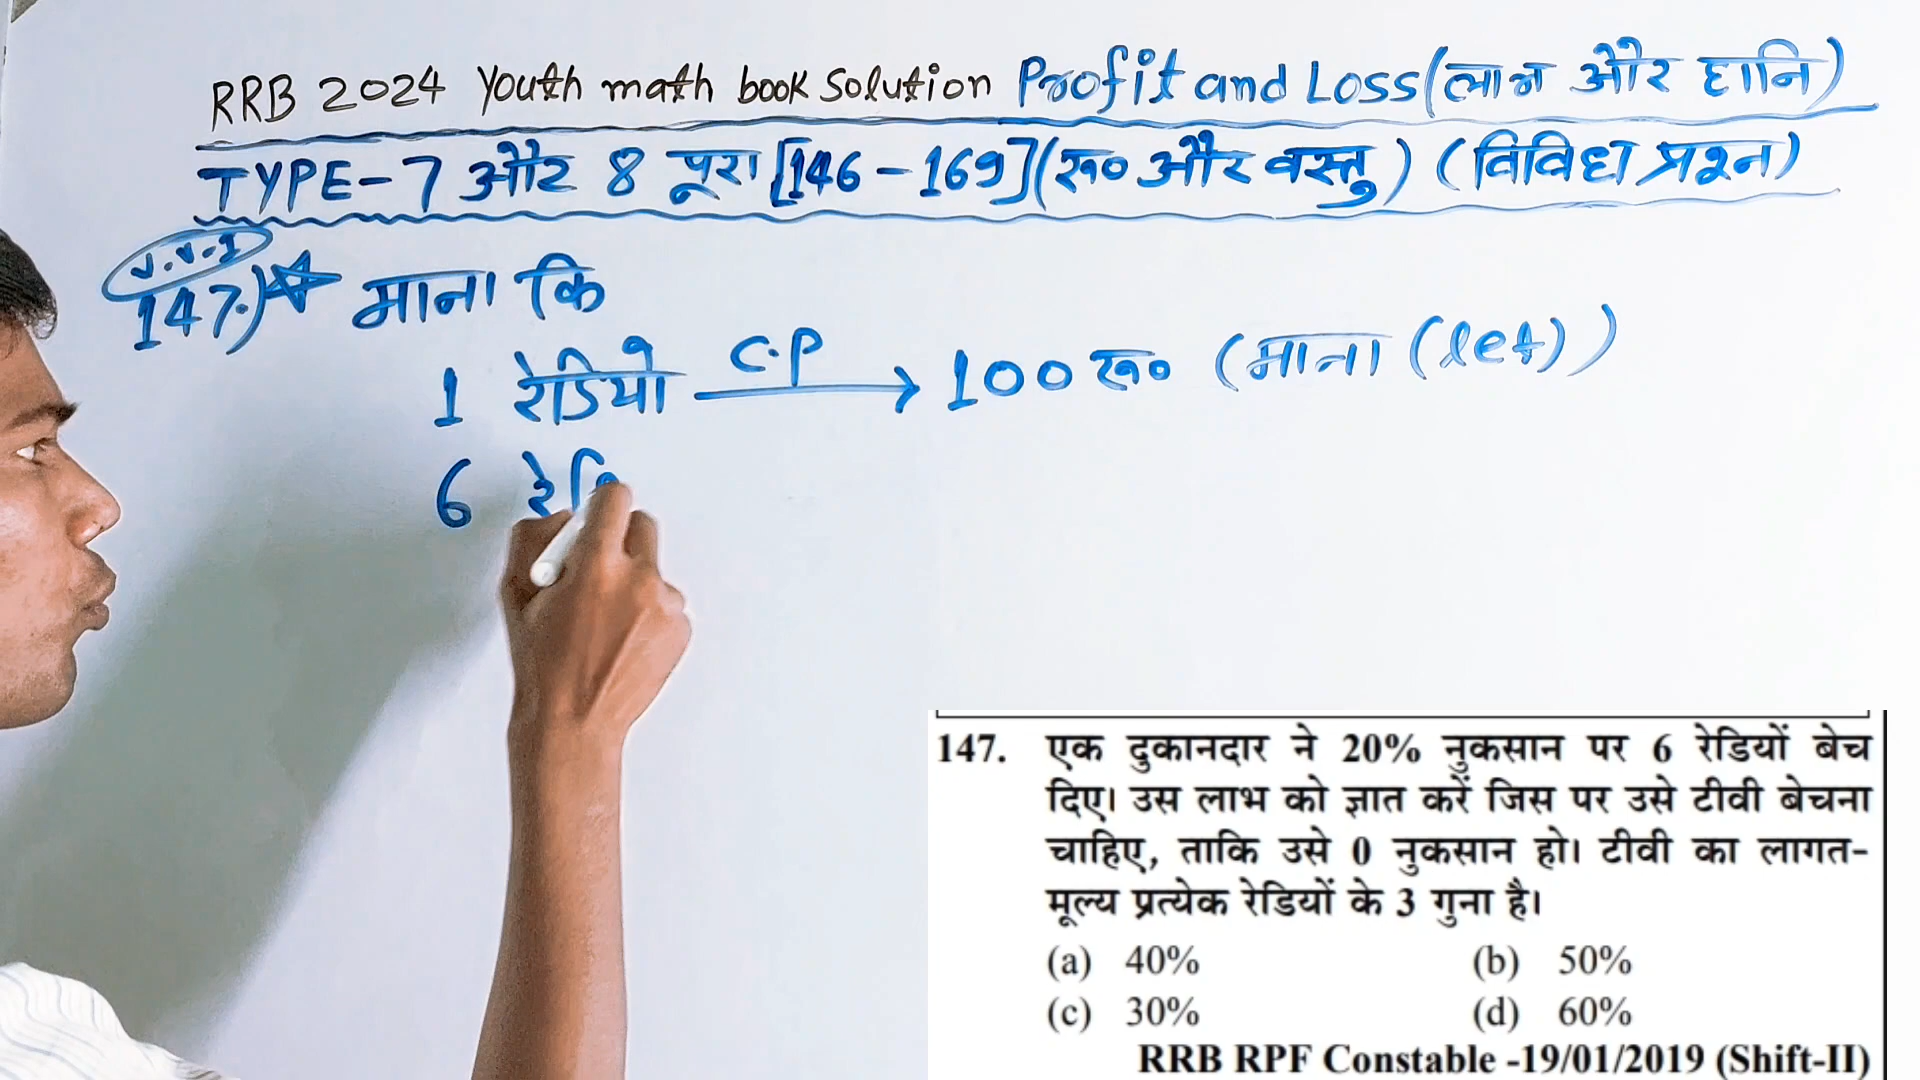 RRB 2024 Youth math book Solution Profit and Loss (लाभ और हानि)
TYPE-7 और 8 पूरा [146-169] (रू० और वस्तु) (विविध प्रश्न)
V.V.I
147.) माना कि
1 रेडियो C.P 100 रू० (माना (let))
6 रेडि
147. एक दुकानदार ने 20% नुकसान पर 6 रेडियों बेच
दिए। उस लाभ को ज्ञात करें जिस पर उसे टीवी बेचना
चाहिए, ताकि उसे 0 नुकसान हो। टीवी का लागत-
मूल्य प्रत्येक रेडियों के 3 गुना है।
(a) 40% (b) 50%
(c) 30% (d) 60%
RRB RPF Constable -19/01/2019 (Shift-II)